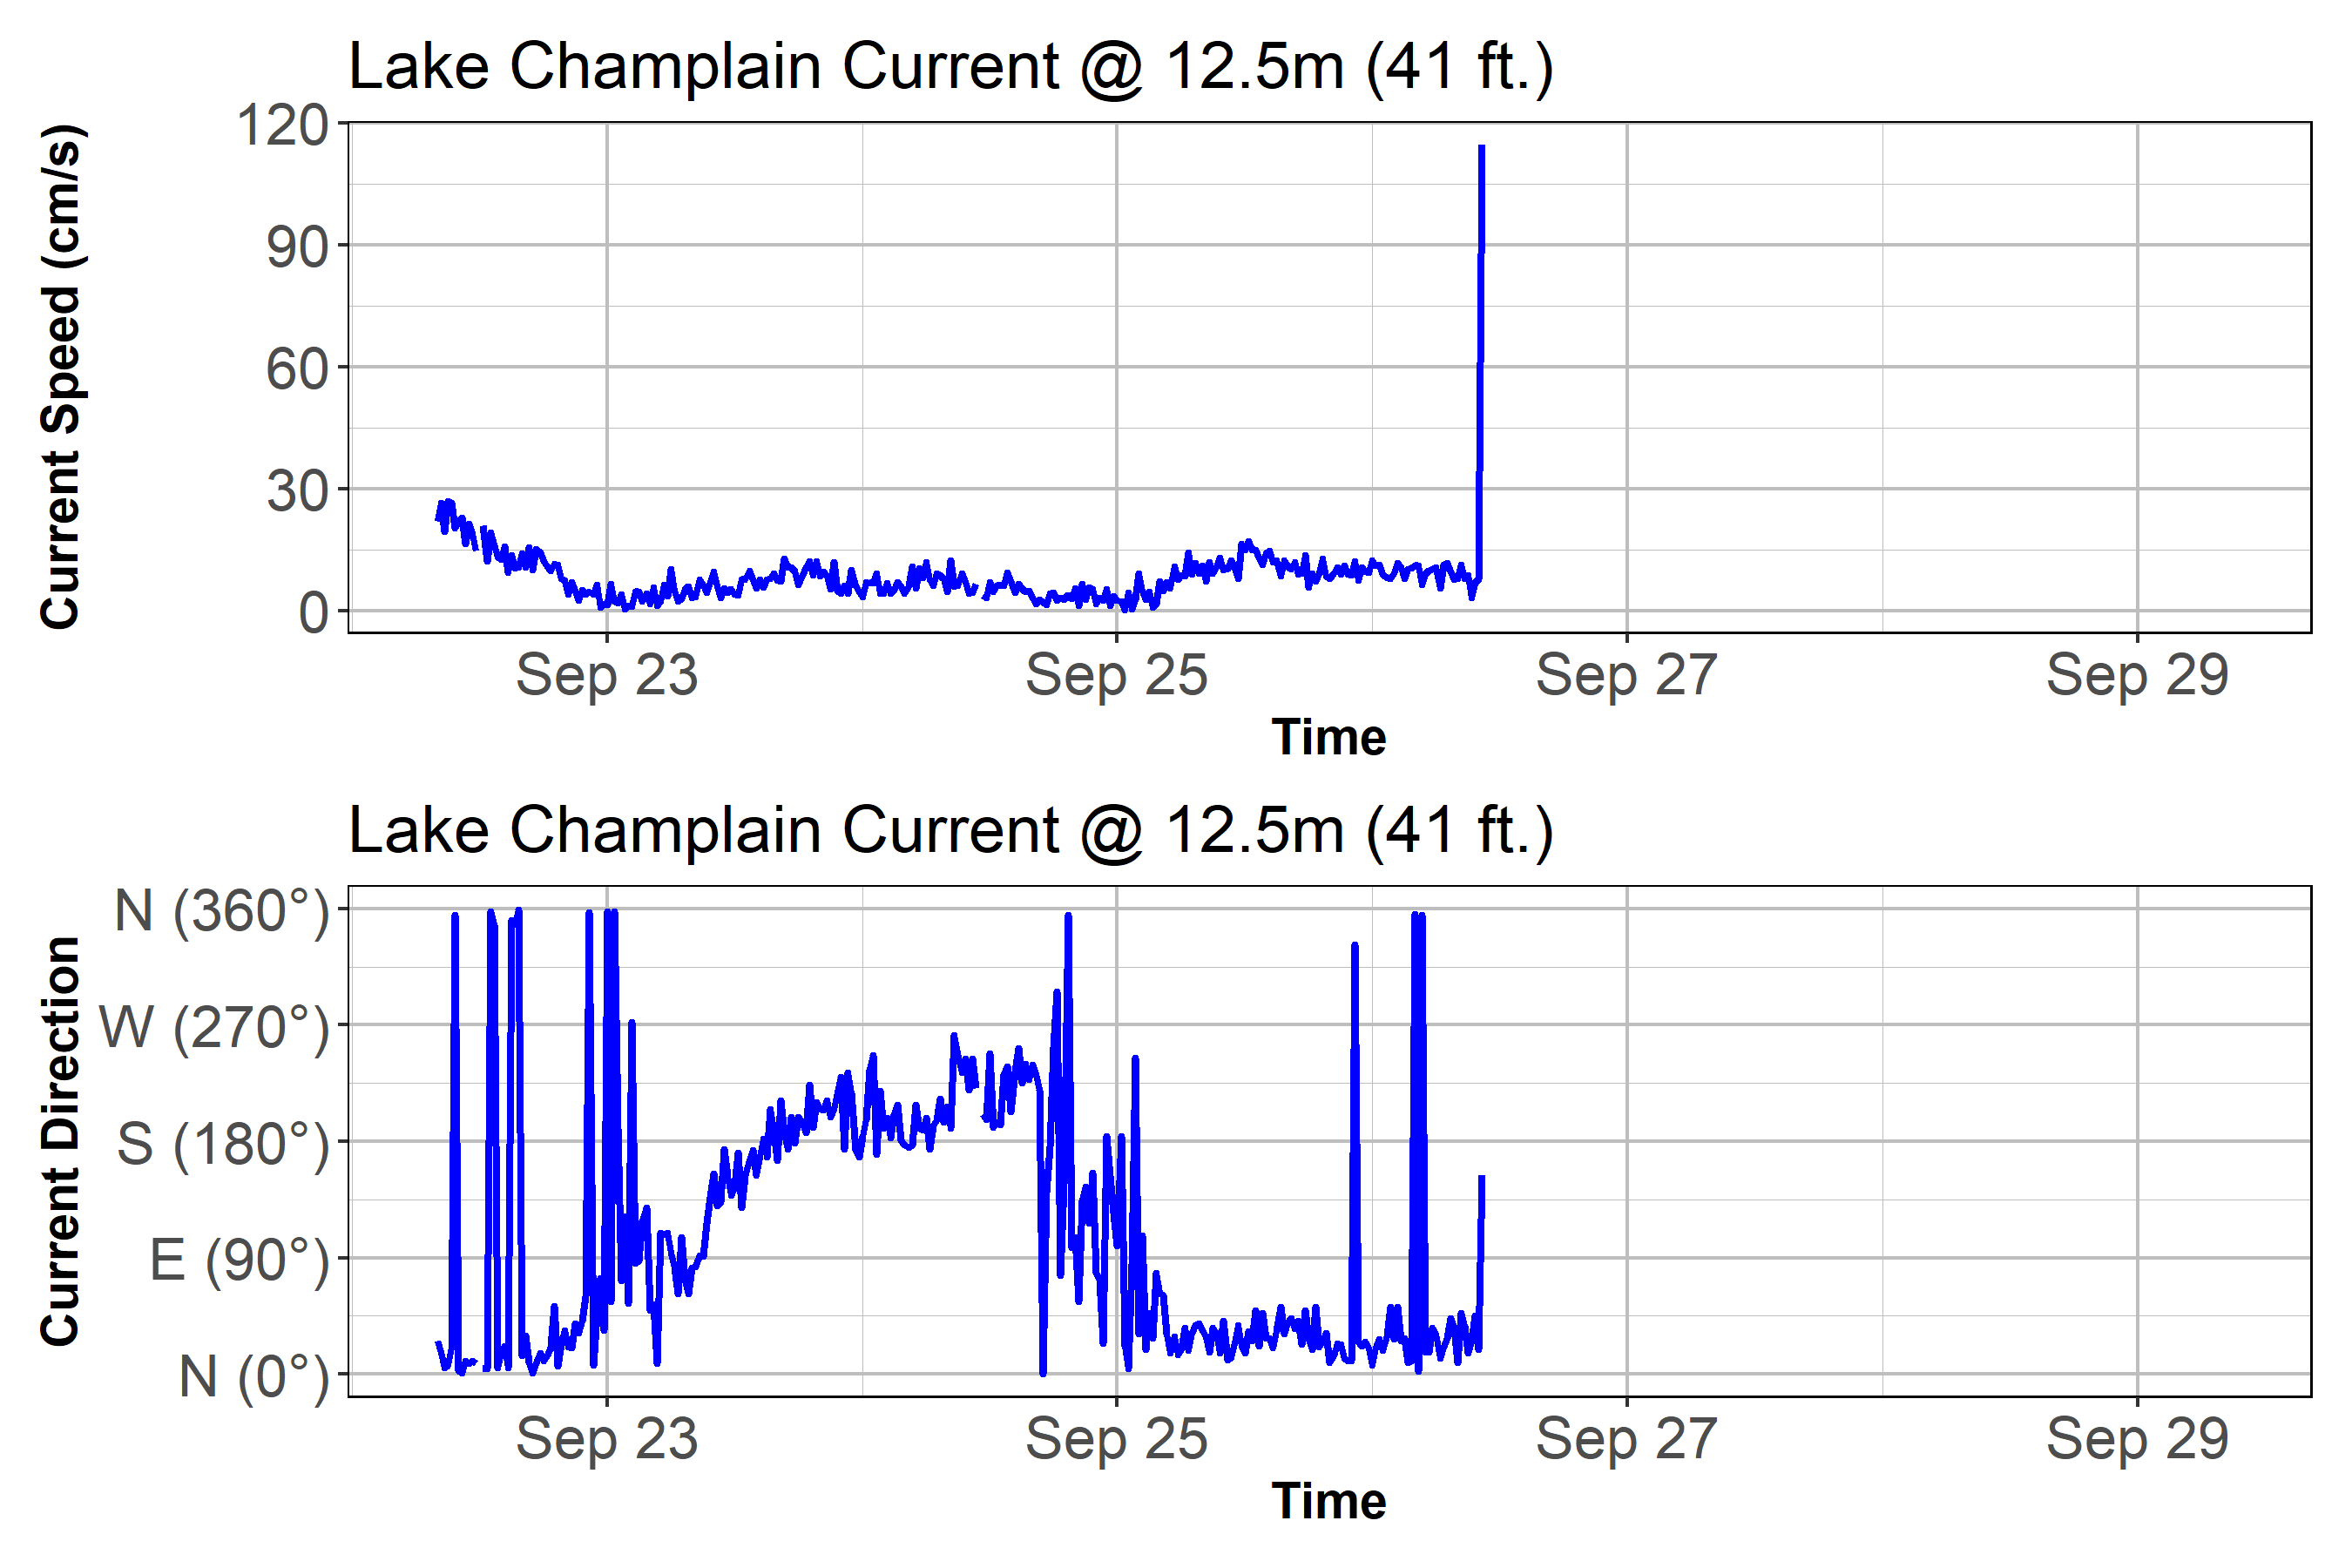 Lake Champlain Current @ 12.5m (41 ft.)
Current Speed (cm/s)
120
90
60
30
0
Sep 23 Sep 25 Sep 27 Sep 29
Time
Lake Champlain Current @ 12.5m (41 ft.)
Current Direction
N (360°)
W (270°)
S (180°)
E (90°)
N (0°)
Sep 23 Sep 25 Sep 27 Sep 29
Time